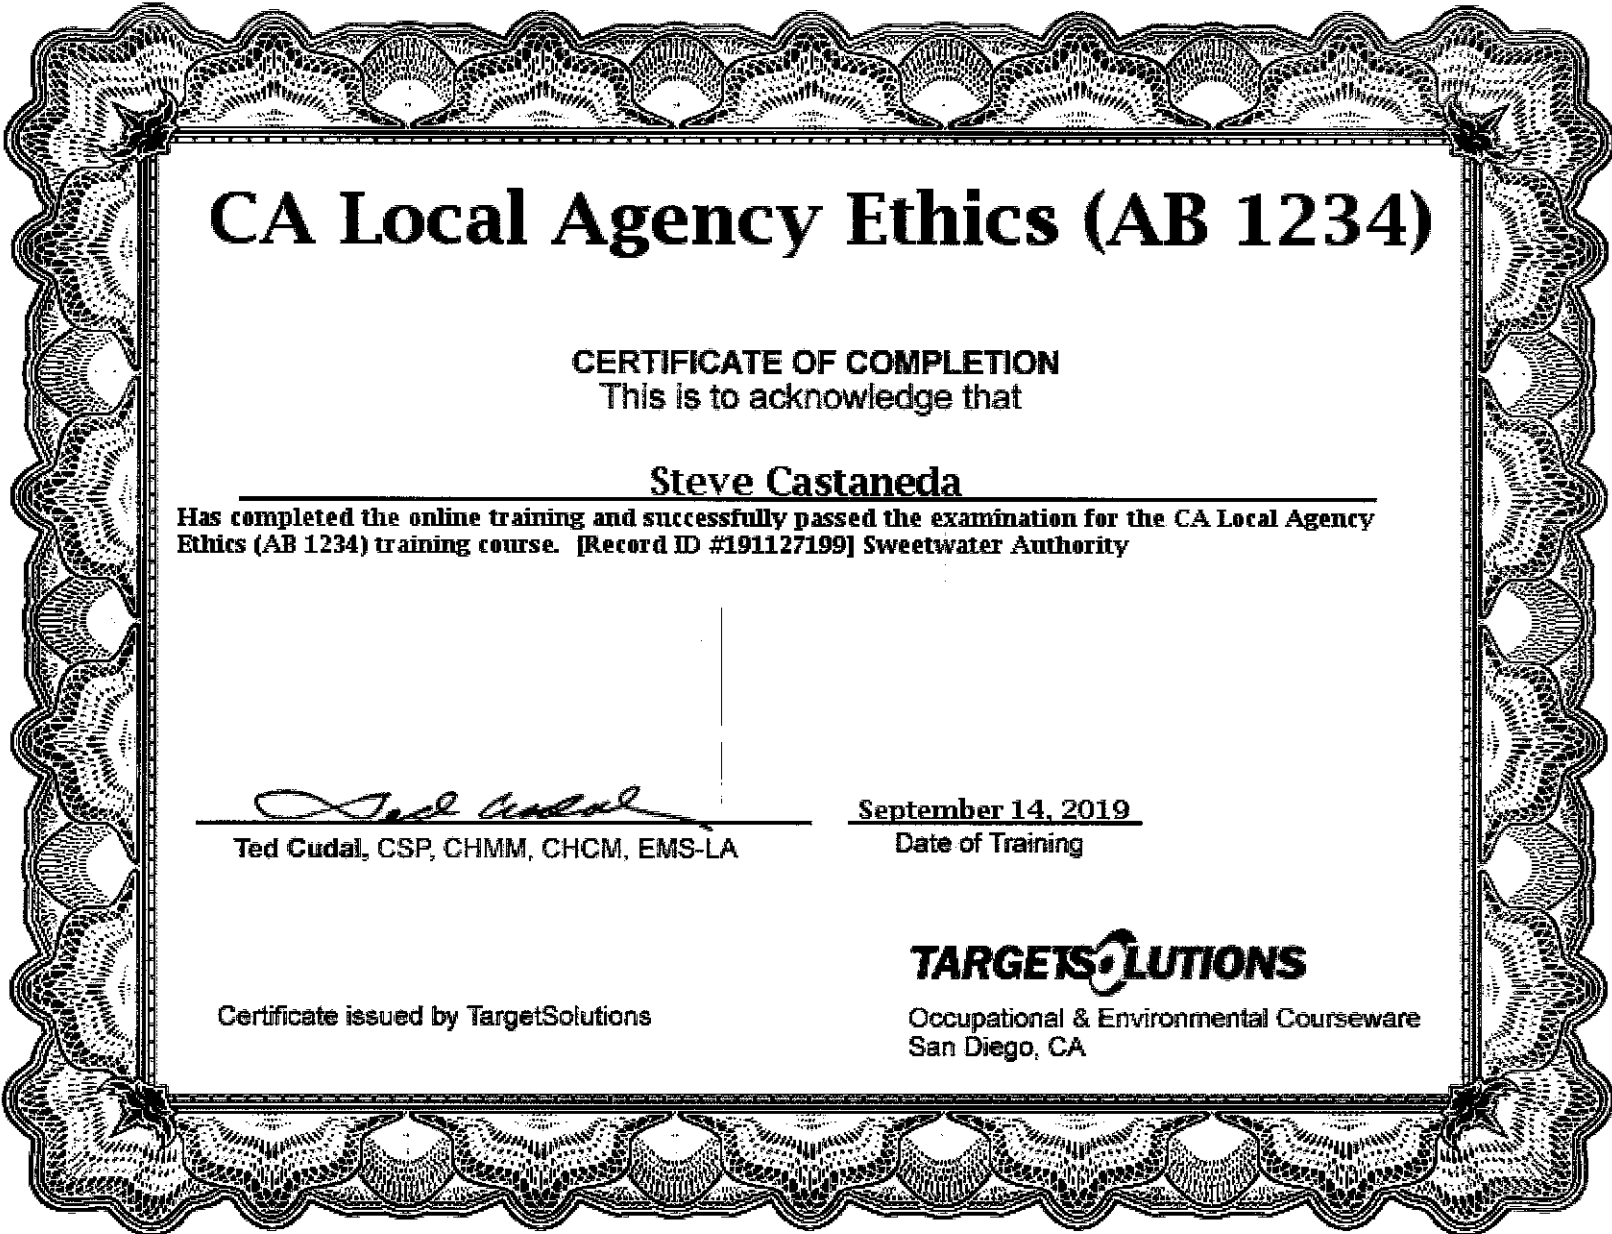 CA Local Agency Ethics (AB 1234)
CERTIFICATE OF COMPLETION
This is to acknowledge that
Steve Castaneda
Has completed the online training and successfully passed the examination for the CA Local Agency
Ethics (AB 1234) training course. [Record ID #191127199] Sweetwater Authority
Ted Cudal
September 14, 2019
Ted Cudal, CSP, CHMM, CHCM, EMS-LA
Date of Training
TARGETSOLUTIONS
Certificate issued by TargetSolutions
Occupational & Environmental Courseware
San Diego, CA